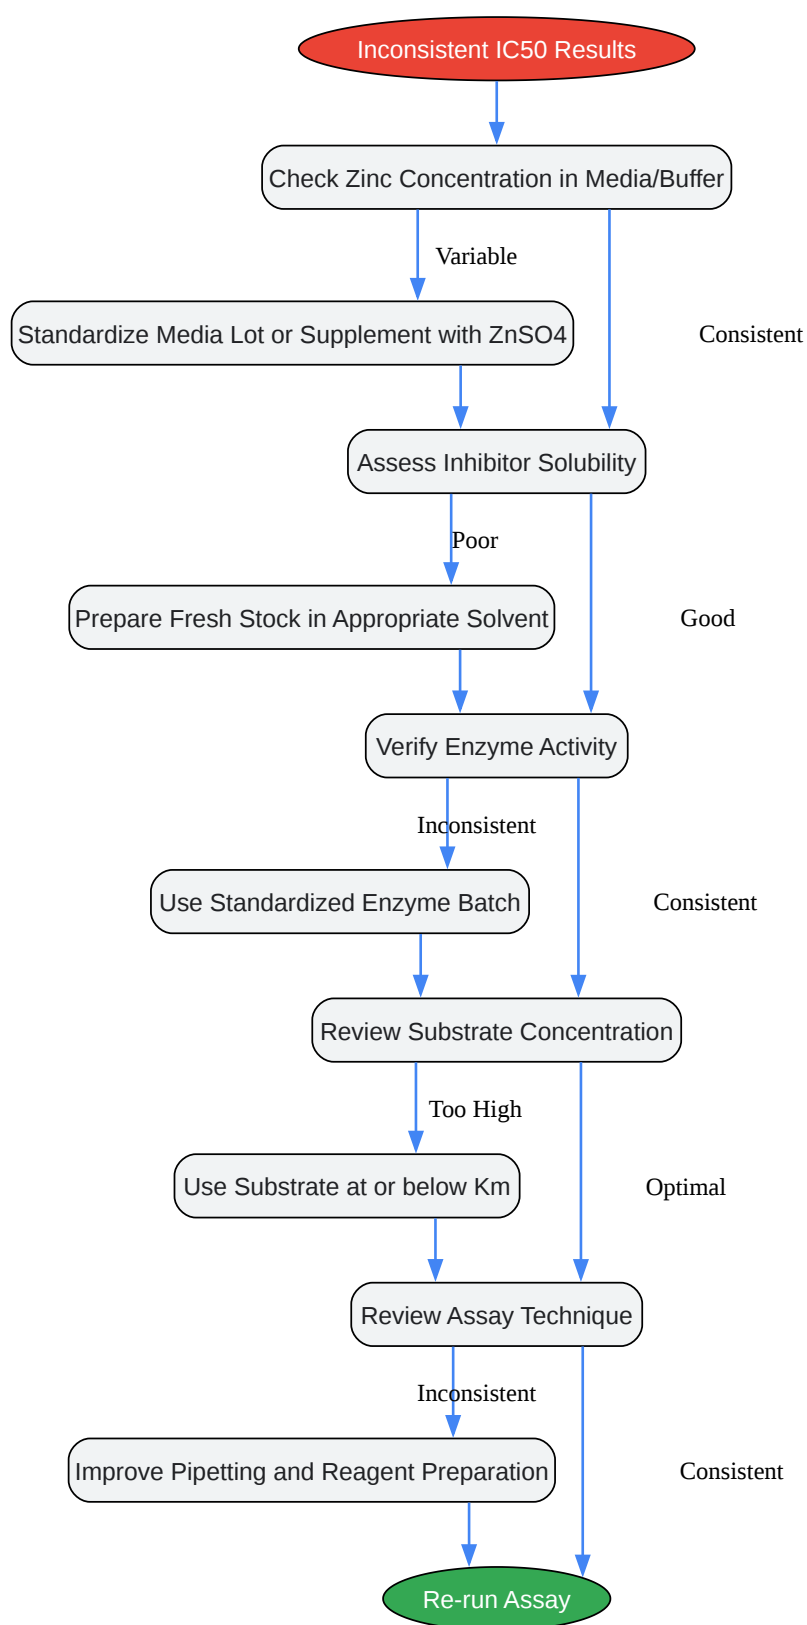 Inconsistent IC50 Results
Check Zinc Concentration in Media/Buffer
Variable
Standardize Media Lot or Supplement with ZnSO4
Consistent
Assess Inhibitor Solubility
Poor
Prepare Fresh Stock in Appropriate Solvent
Good
Verify Enzyme Activity
Inconsistent
Use Standardized Enzyme Batch
Consistent
Review Substrate Concentration
Too High
Use Substrate at or below Km
Optimal
Review Assay Technique
Inconsistent
Improve Pipetting and Reagent Preparation
Consistent
Re-run Assay